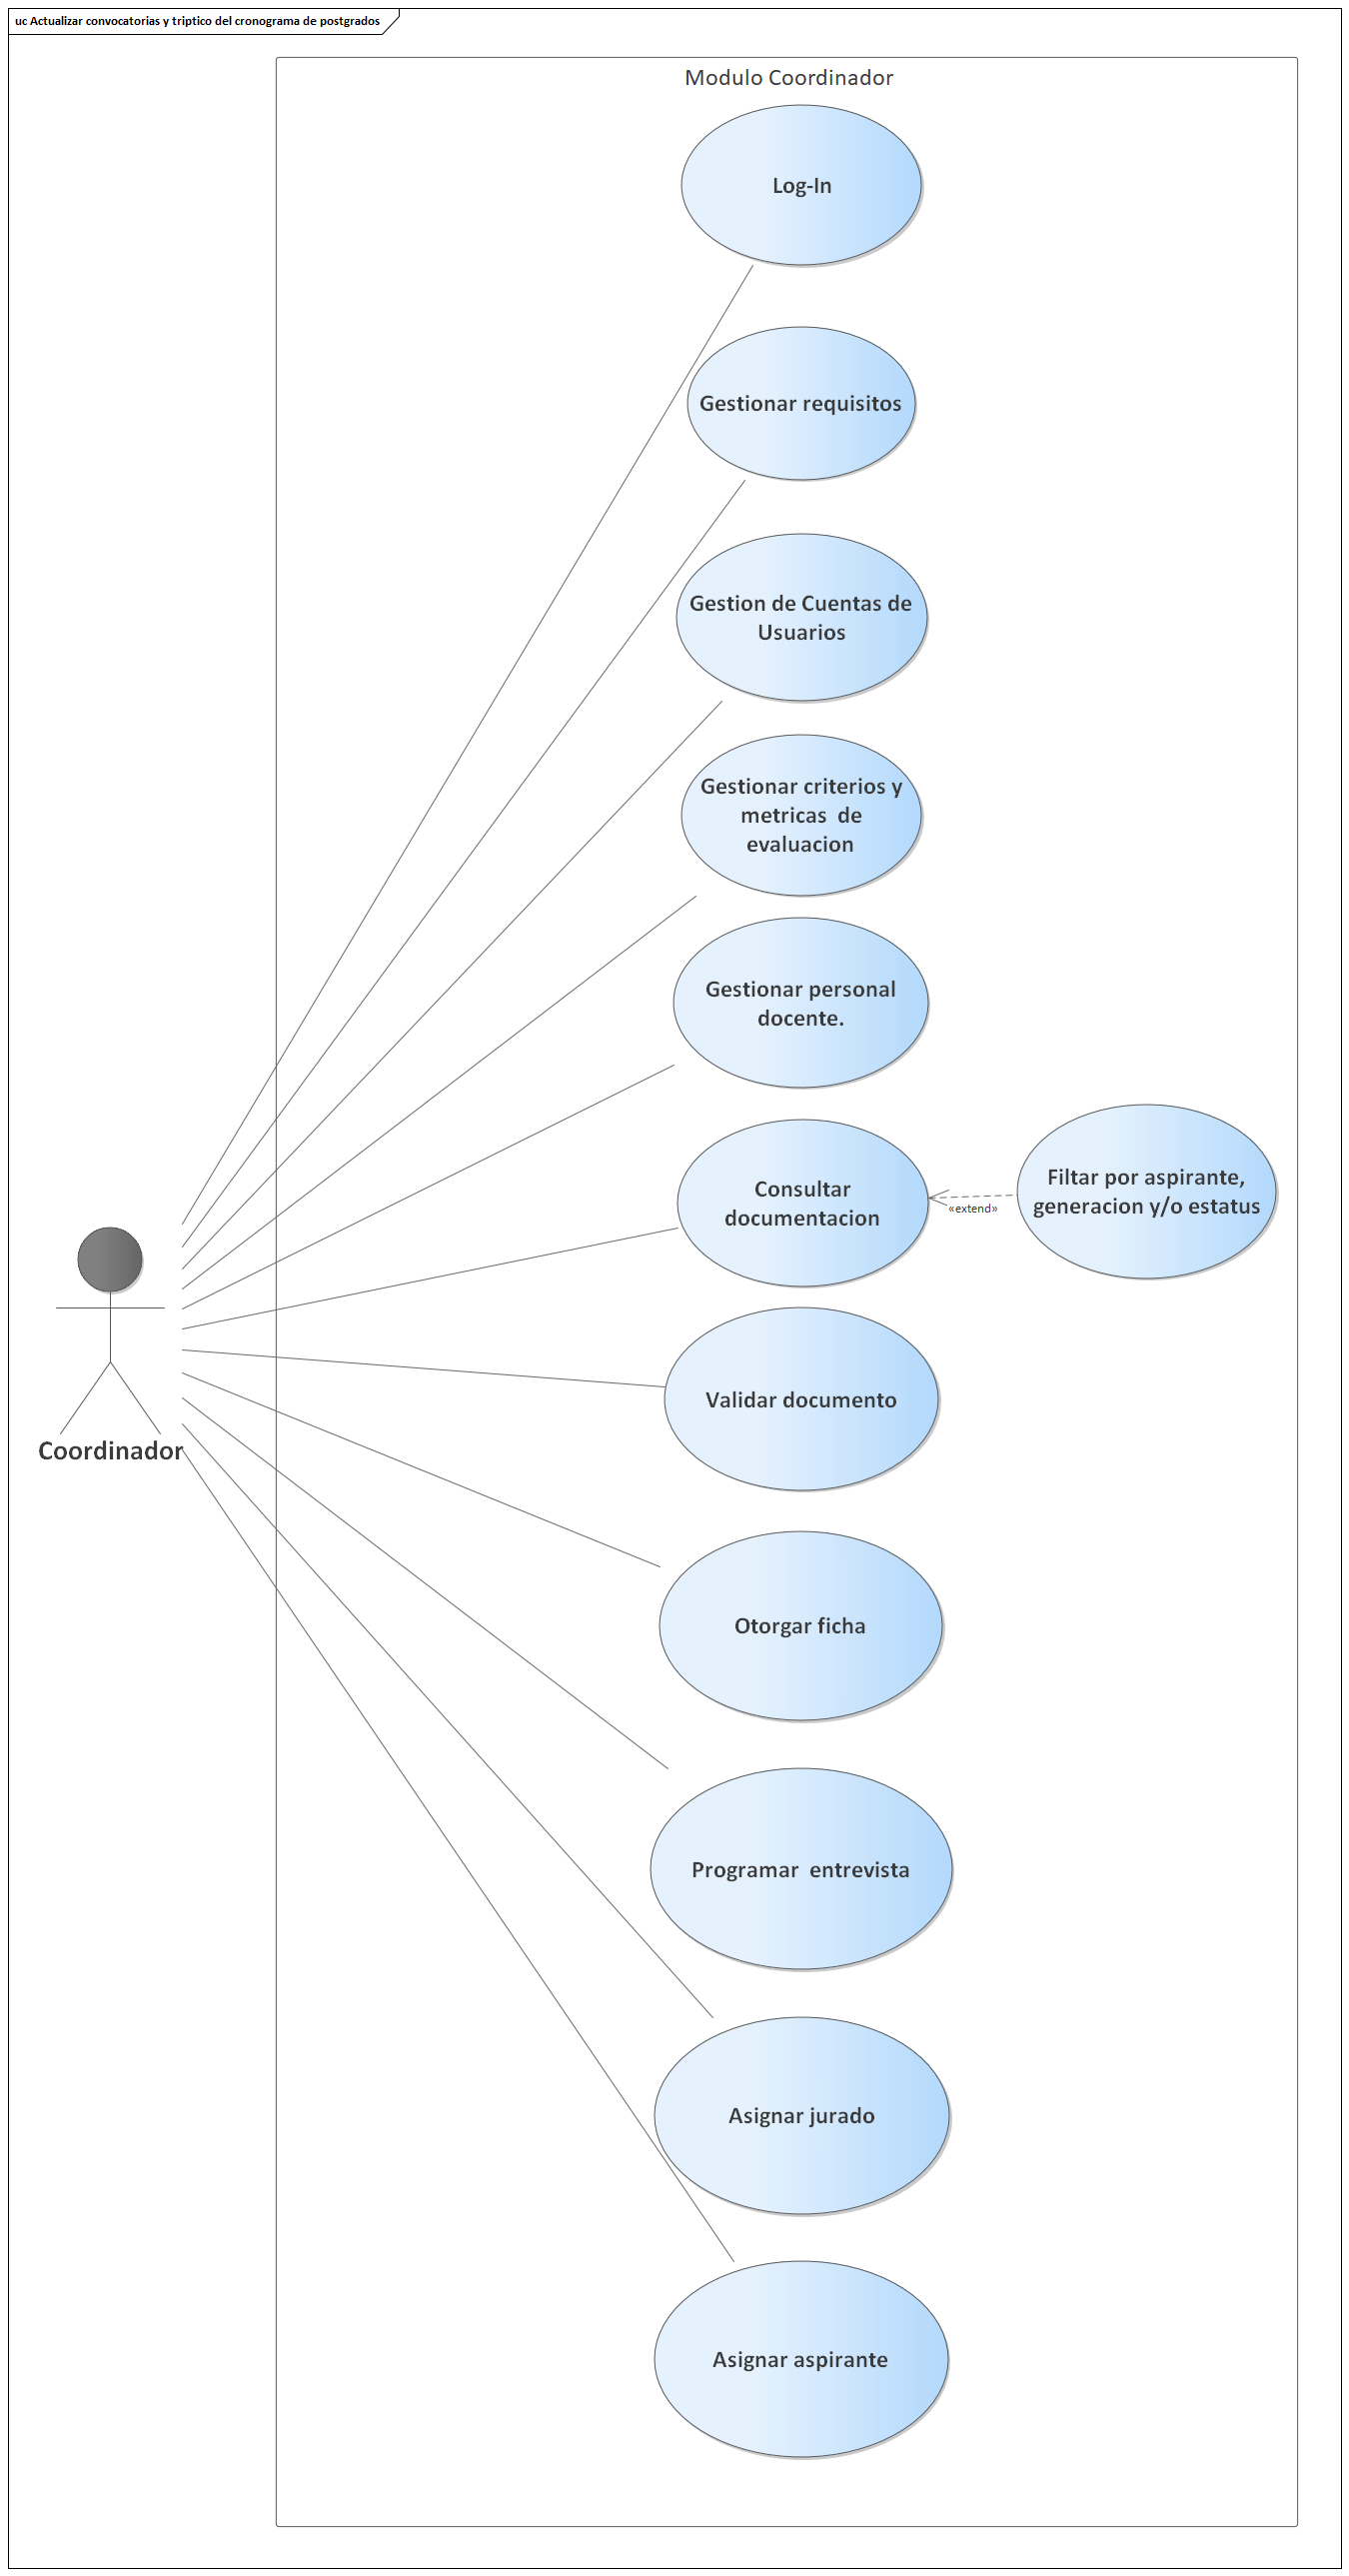 uc Actualizar convocatorias y triptico del cronograma de postgrados
Modulo Coordinador
Log-In
Gestionar requisitos
Gestion de Cuentas de
Usuarios
Gestionar criterios y
metricas de
evaluacion
Gestionar personal
docente.
Consultar
documentacion
«extend»
Filtar por aspirante,
generacion y/o estatus
Validar documento
Coordinador
Otorgar ficha
Programar entrevista
Asignar jurado
Asignar aspirante